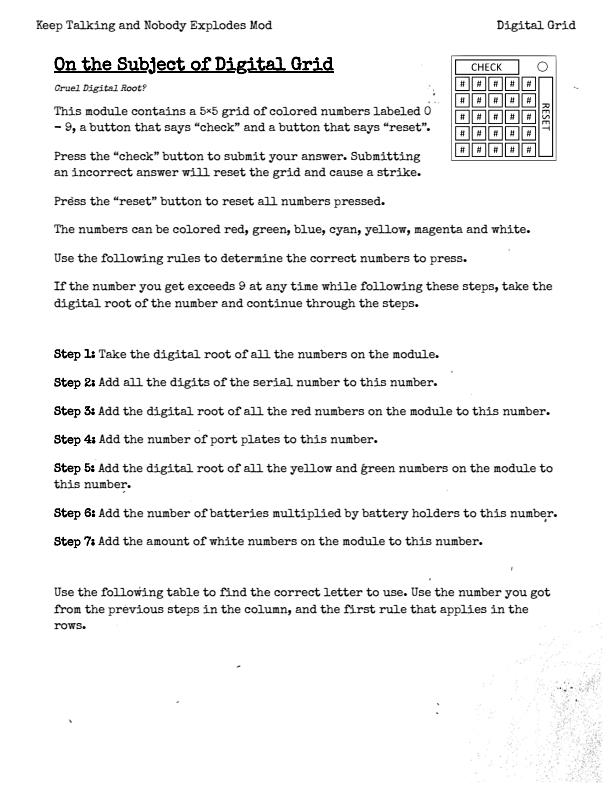 Keep Talking and Nobody Explodes Mod
Digital Grid
On the Subject of Digital Grid
Cruel Digital Root?
This module contains a 5×5 grid of colored numbers labeled 0
– 9, a button that says “check” and a button that says “reset”.
Press the “check” button to submit your answer. Submitting
an incorrect answer will reset the grid and cause a strike.
Press the “reset” button to reset all numbers pressed.
CHECK
# # # # #
# # # # #
# # # # #
# # # # #
# # # # #
RESET
The numbers can be colored red, green, blue, cyan, yellow, magenta and white.
Use the following rules to determine the correct numbers to press.
If the number you get exceeds 9 at any time while following these steps, take the
digital root of the number and continue through the steps.
Step 1: Take the digital root of all the numbers on the module.
Step 2: Add all the digits of the serial number to this number.
Step 3: Add the digital root of all the red numbers on the module to this number.
Step 4: Add the number of port plates to this number.
Step 5: Add the digital root of all the yellow and green numbers on the module to
this number.
Step 6: Add the number of batteries multiplied by battery holders to this number.
Step 7: Add the amount of white numbers on the module to this number.
Use the following table to find the correct letter to use. Use the number you got
from the previous steps in the column, and the first rule that applies in the
rows.